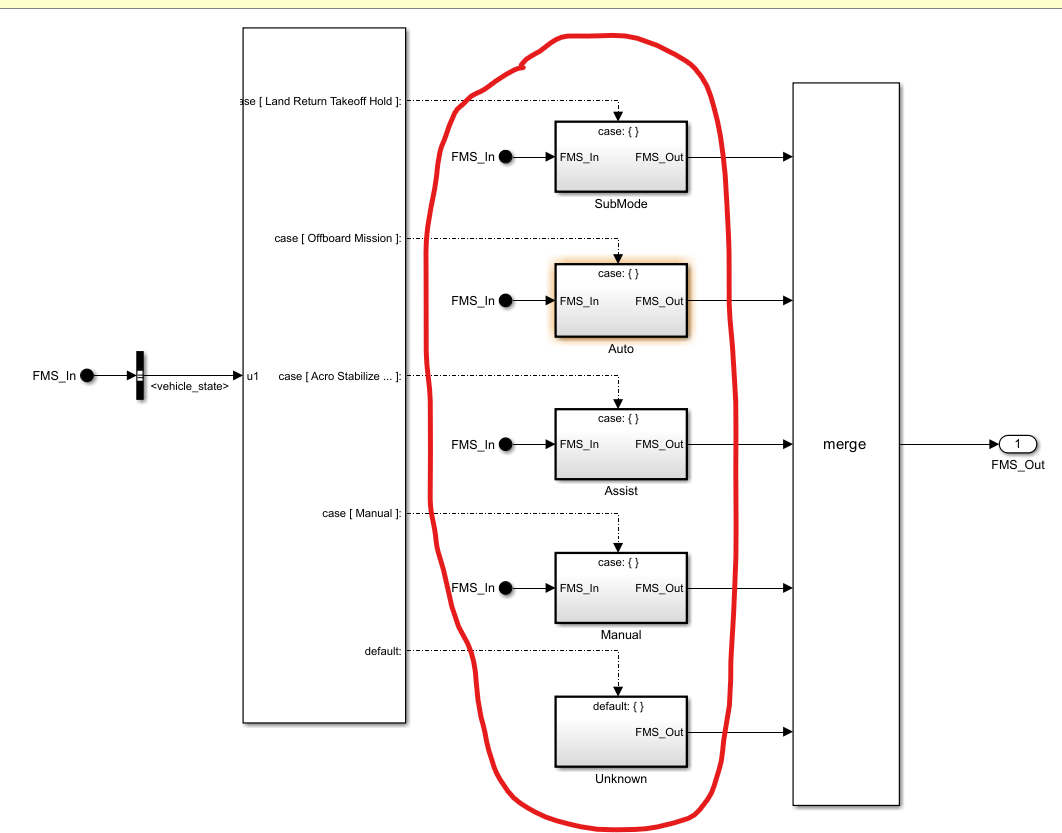 ase [ Land Return Takeoff Hold ]:
case: { }
FMS_In
FMS_In
FMS_Out
SubMode
case [ Offboard Mission ]:
case: { }
FMS_In
FMS_In
FMS_Out
Auto
FMS_In
<vehicle_state>
u1
case [ Acro Stabilize ... ]:
case: { }
FMS_In
FMS_In
FMS_Out
Assist
merge
1
FMS_Out
case [ Manual ]:
case: { }
FMS_In
FMS_In
FMS_Out
Manual
default:
default: { }
FMS_Out
Unknown